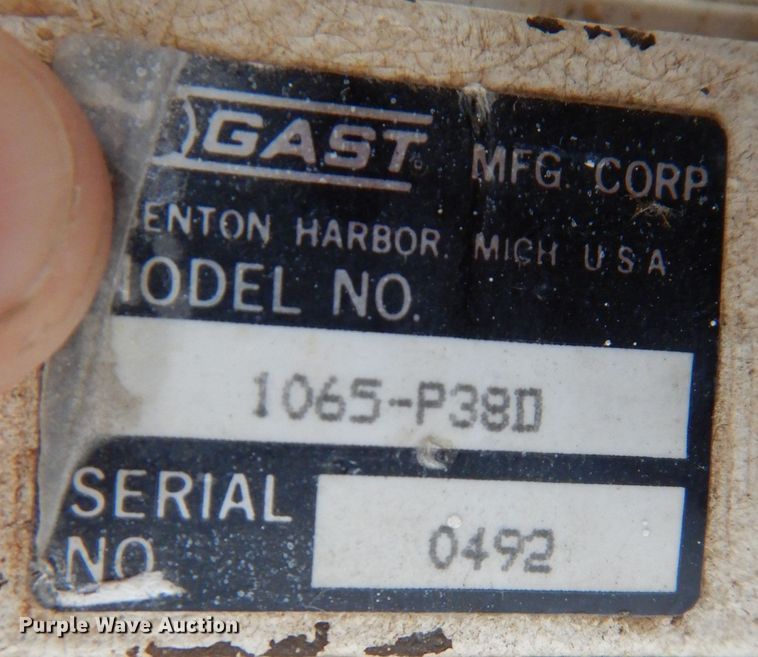 GAST MFG. CORP.
ENTON HARBOR. MICH USA
ODEL NO.
1065-P38D
SERIAL
NO
0492
Purple Wave Auction